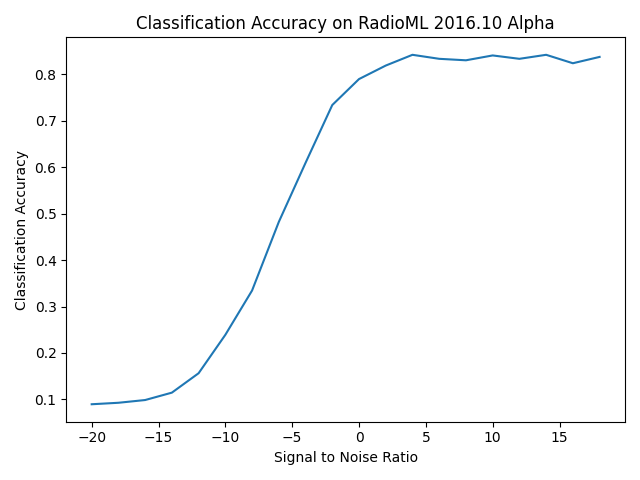 Classification Accuracy on RadioML 2016.10 Alpha
Classification Accuracy
0.8
0.7
0.6
0.5
0.4
0.3
0.2
0.1
−20 −15 −10 −5 0 5 10 15
Signal to Noise Ratio